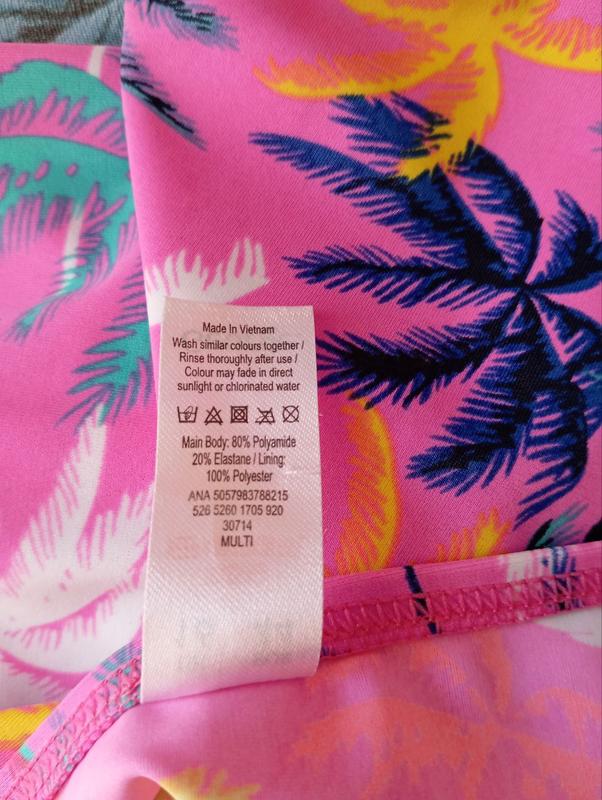 Made In Vietnam
Wash similar colours together /
Rinse thoroughly after use /
Colour may fade in direct
sunlight or chlorinated water
Main Body: 80% Polyamide
20% Elastane / Lining:
100% Polyester
ANA 5057983788215
526 5260 1705 920
30714
MULTI